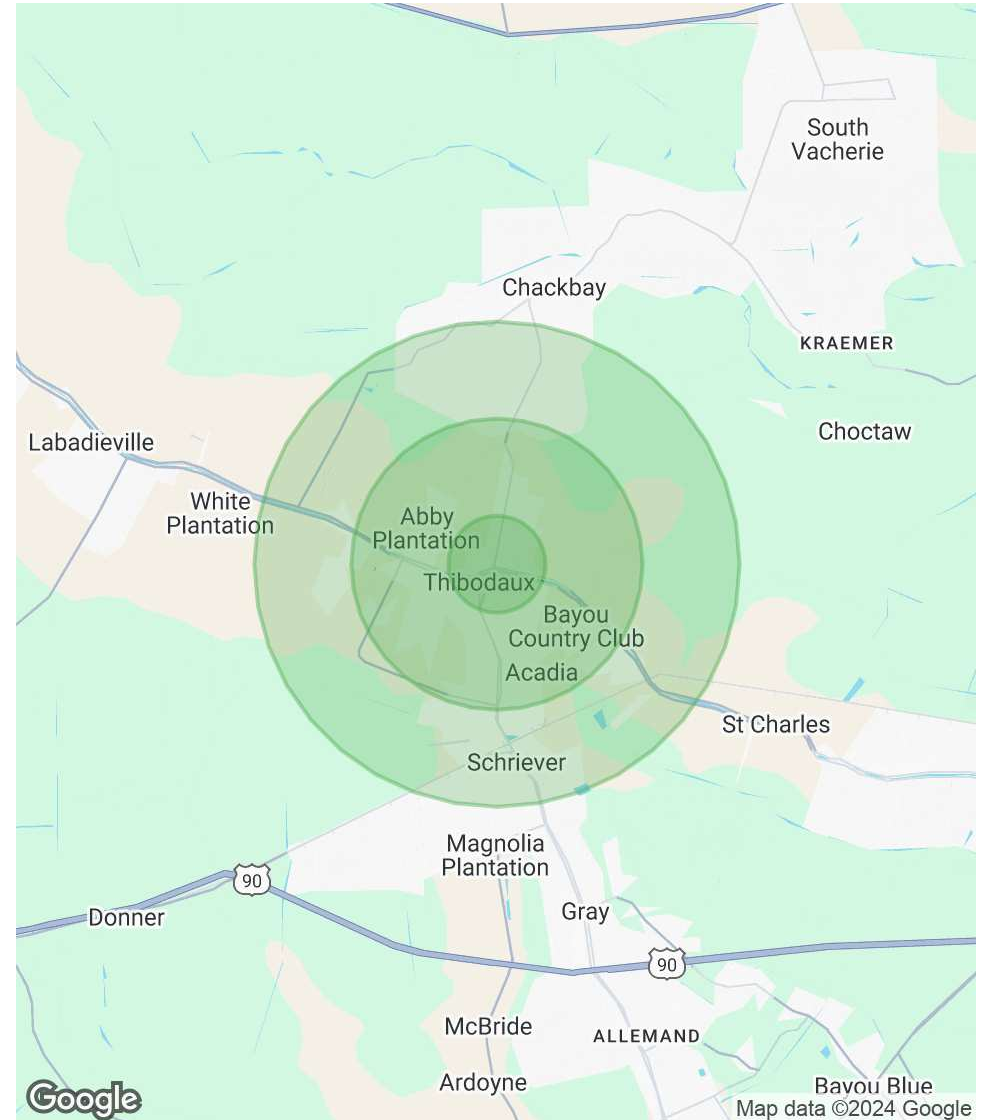 South
Vacherie
Chackbay
KRAEMER
Choctaw
Labadieville
White
Plantation
Abby
Plantation
Thibodaux
Bayou
Country Club
Acadia
St Charles
Schriever
Magnolia
Plantation
90
Donner
Gray
90
McBride
ALLEMAND
Ardoyne
Bayou Blue
Google
Map data ©2024 Google